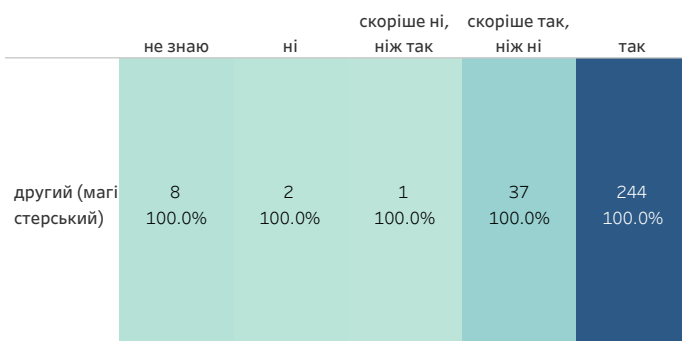 скоріше ні, скоріше так,
не знаю ні ніж так ніж ні так
другий (магі 8 2 1 37 244
стерський) 100.0% 100.0% 100.0% 100.0% 100.0%